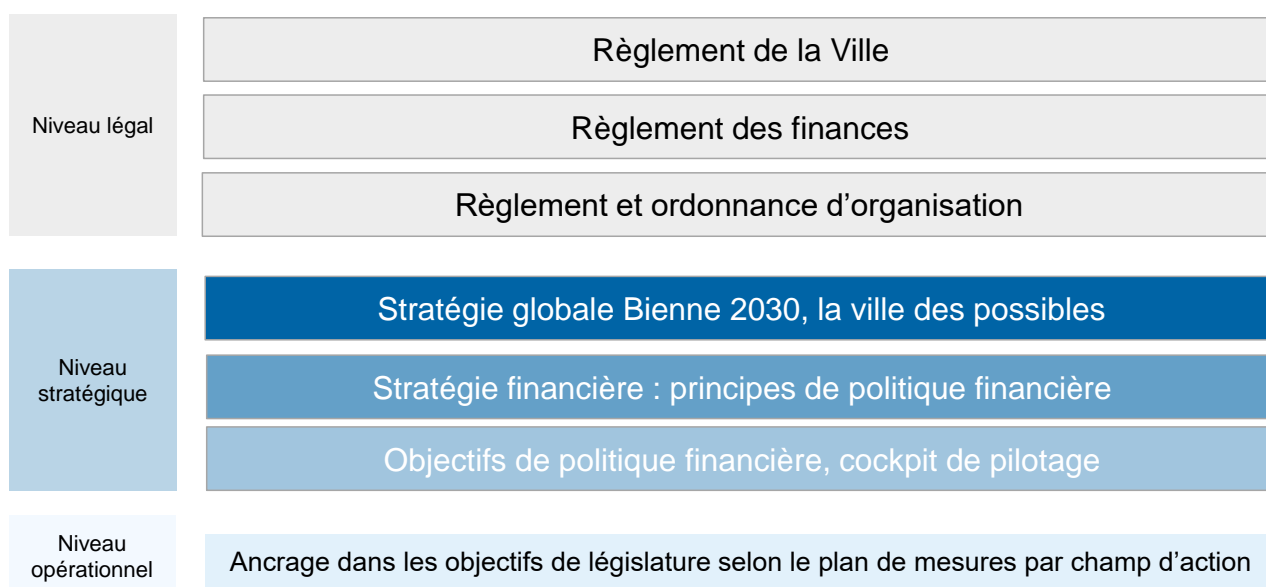 Règlement de la Ville
Niveau légal
Règlement des finances
Règlement et ordonnance d’organisation
Stratégie globale Bienne 2030, la ville des possibles
Niveau
stratégique
Stratégie financière : principes de politique financière
Objectifs de politique financière, cockpit de pilotage
Niveau
opérationnel
Ancrage dans les objectifs de législature selon le plan de mesures par champ d’action